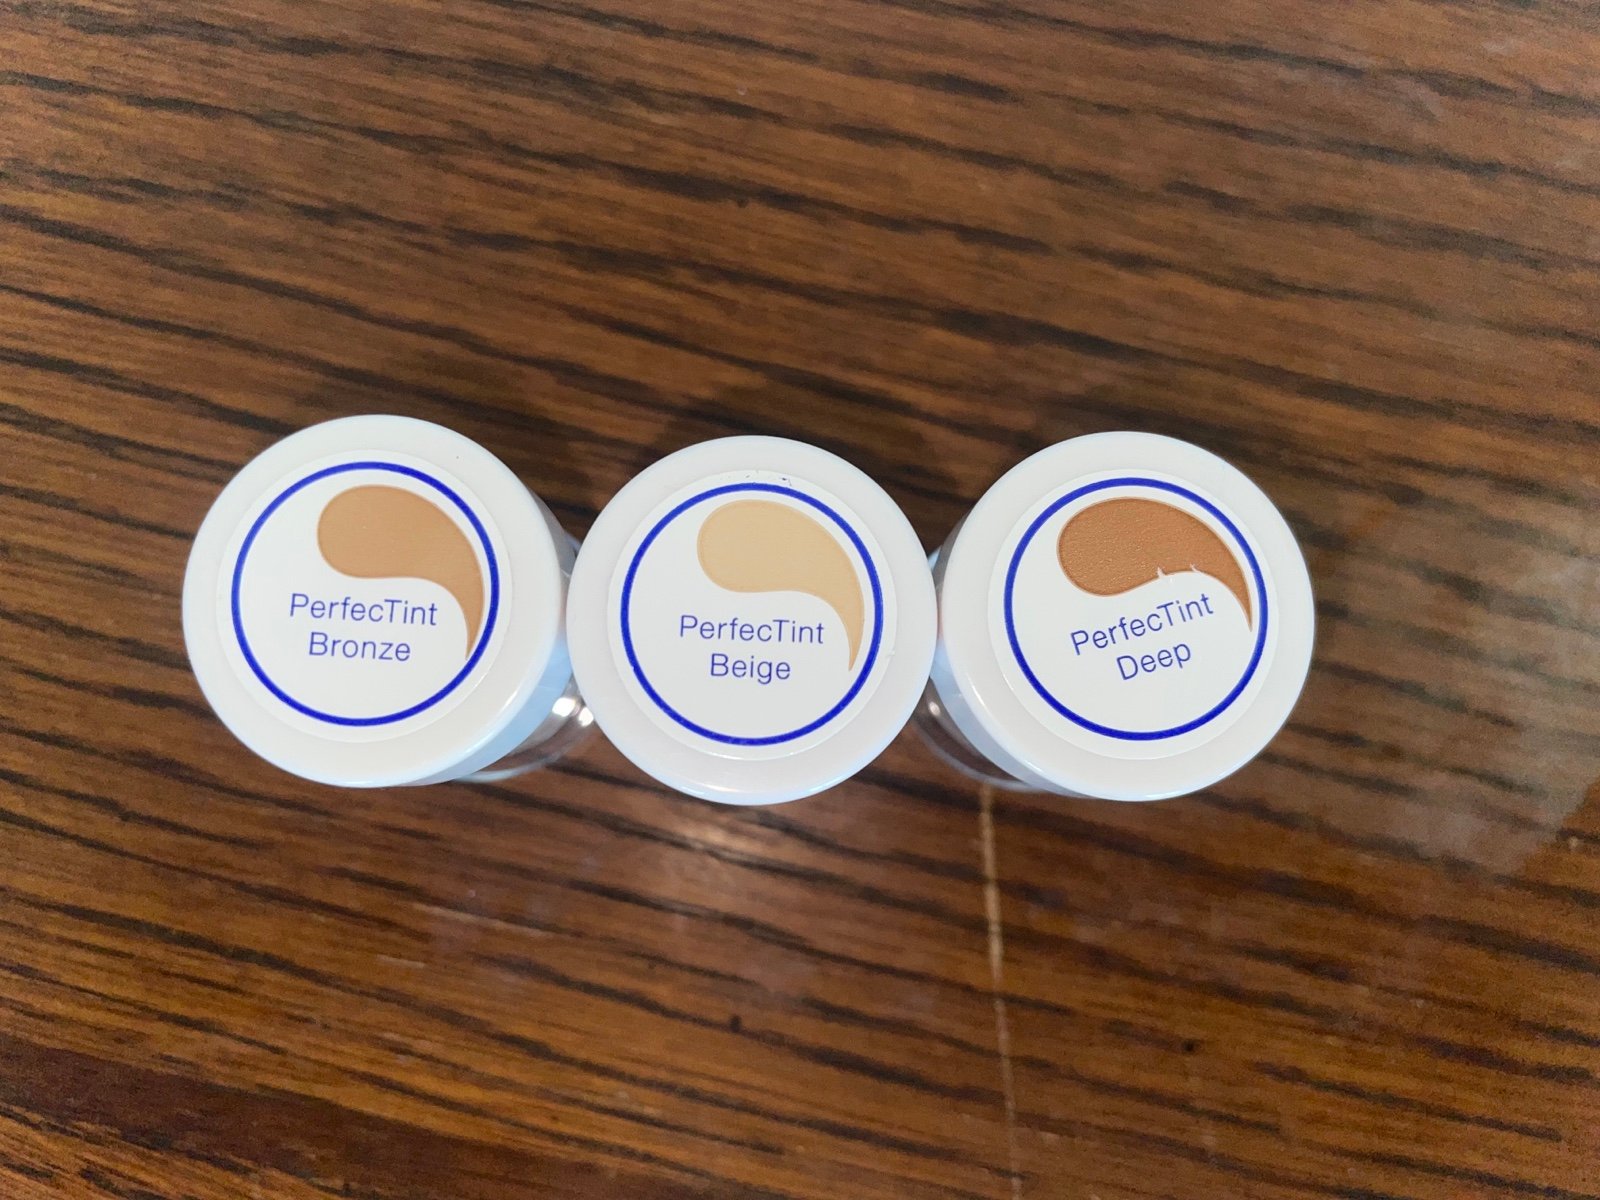 PerfecTint
Bronze
PerfecTint
Beige
PerfecTint
Deep